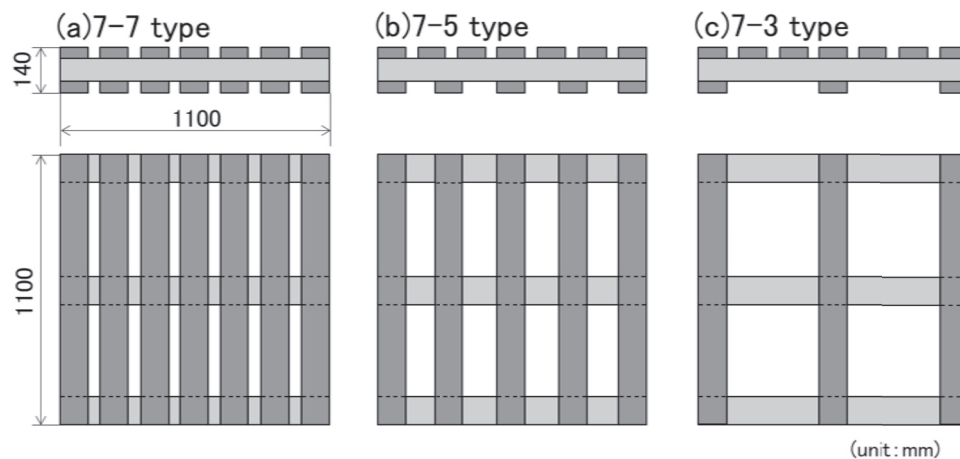 (a)7-7 type
(b)7-5 type
(c)7-3 type
140
1100
1100
(unit:mm)